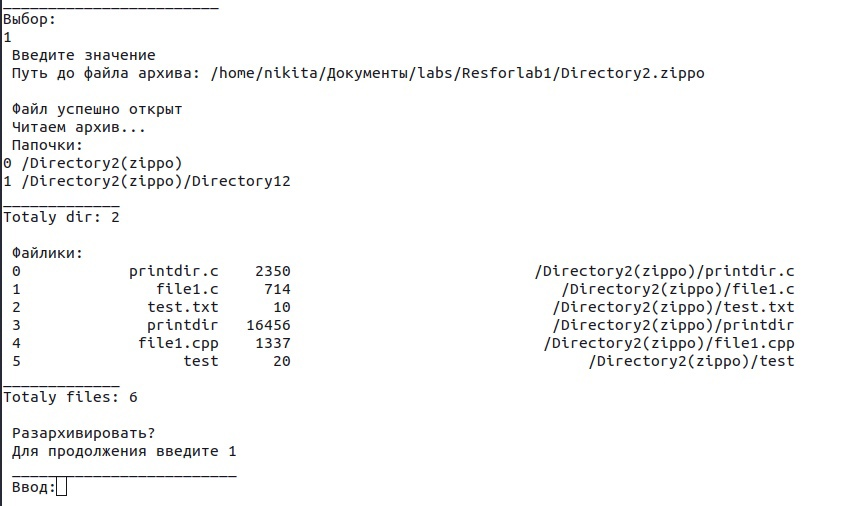 ________________________
Выбор:
1
Введите значение
Путь до файла архива: /home/nikita/Документы/labs/Resforlab1/Directory2.zippo
Файл успешно открыт
Читаем архив...
Папочки:
0 /Directory2(zippo)
1 /Directory2(zippo)/Directory12
_____________
Totaly dir: 2
Файлики:
0 printdir.c 2350 /Directory2(zippo)/printdir.c
1 file1.c 714 /Directory2(zippo)/file1.c
2 test.txt 10 /Directory2(zippo)/test.txt
3 printdir 16456 /Directory2(zippo)/printdir
4 file1.cpp 1337 /Directory2(zippo)/file1.cpp
5 test 20 /Directory2(zippo)/test
_____________
Totaly files: 6
Разархивировать?
Для продолжения введите 1
_________________________
Ввод: